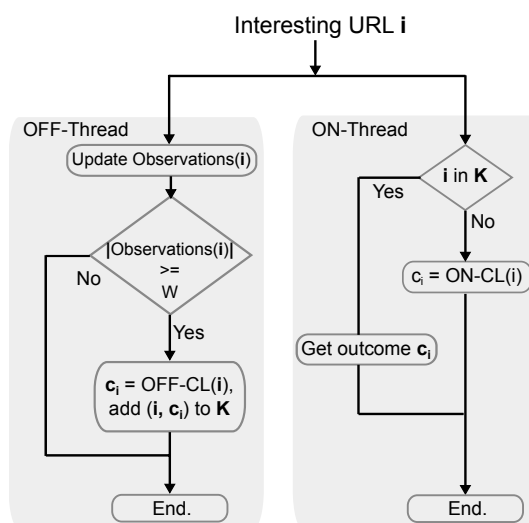 Interesting URL i
OFF-Thread
Update Observations(i)
|Observations(i)|
>=
W
No
Yes
c_i = OFF-CL(i),
add (i, c_i) to K
End.
ON-Thread
i in K
Yes
No
c_i = ON-CL(i)
Get outcome c_i
End.